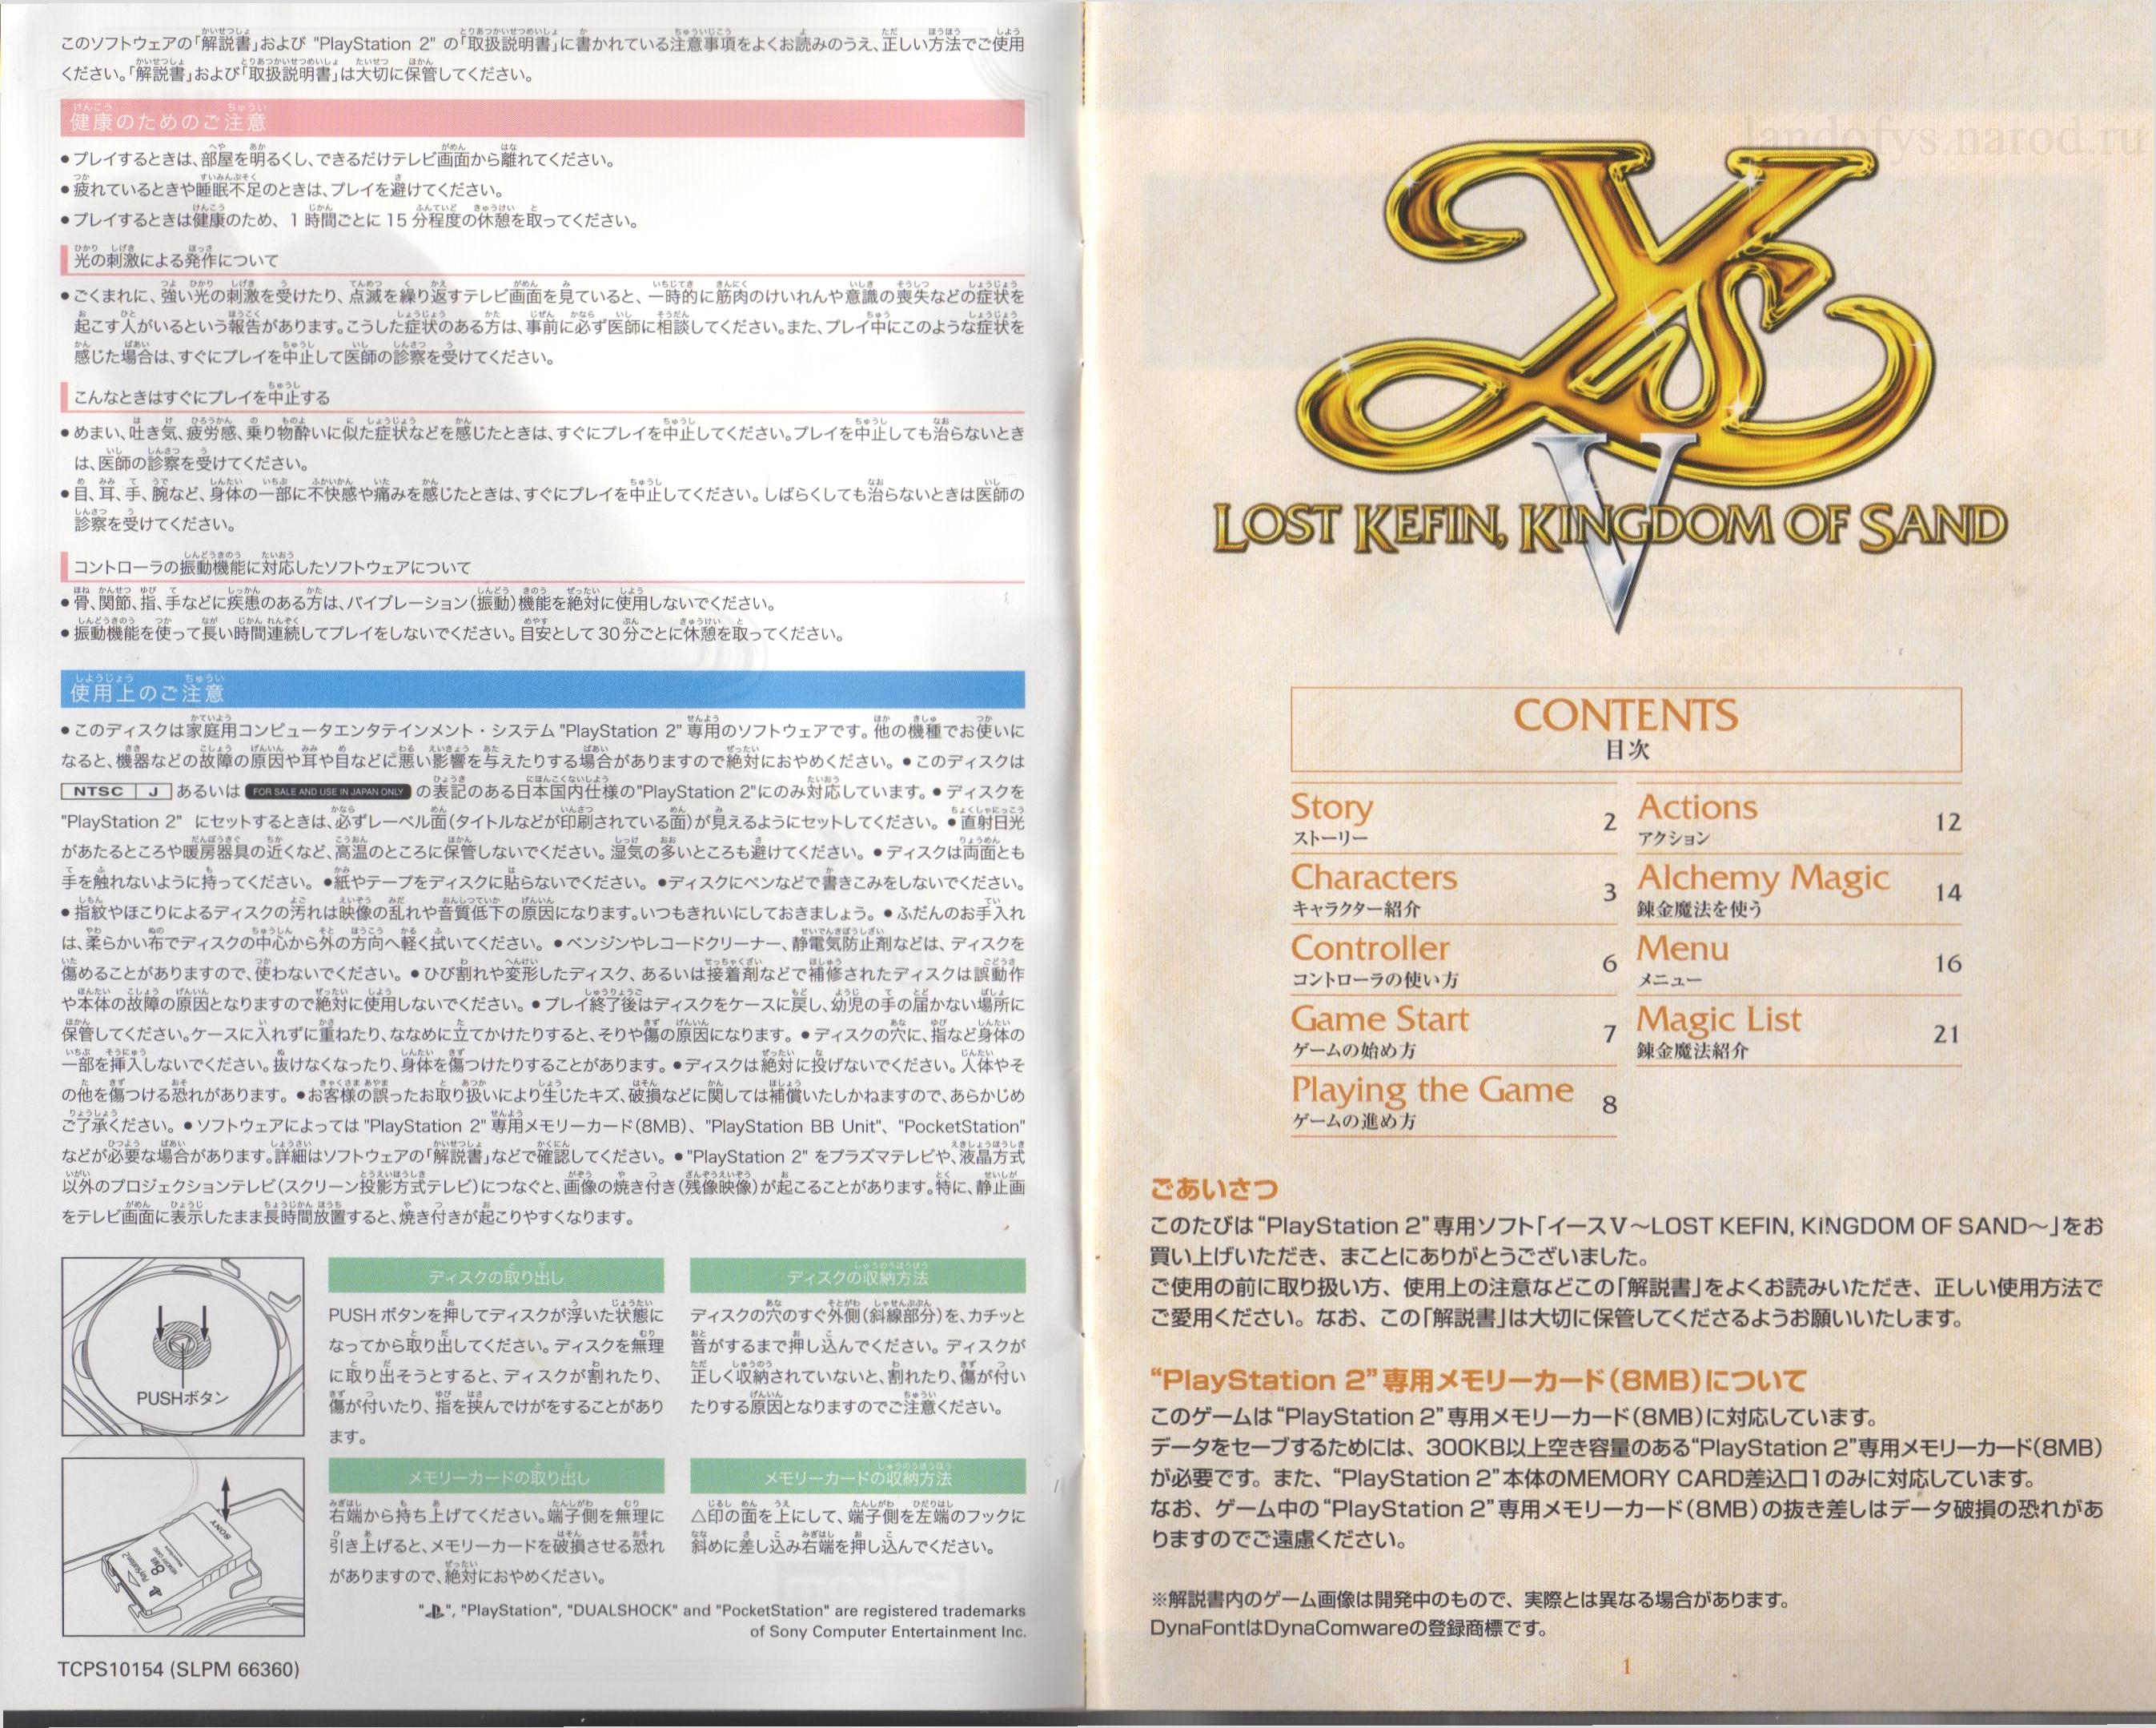 このソフトウェアの「解説書」および "PlayStation 2" の「取扱説明書」に書かれている注意事項をよくお読みのうえ、正しい方法でご使用
ください。「解説書」および「取扱説明書」は大切に保管してください。
健康のためのご注意
●プレイするときは、部屋を明るくし、できるだけテレビ画面から離れてください。
●疲れているときや睡眠不足のときは、プレイを避けてください。
●プレイするときは健康のため、1 時間ごとに 15 分程度の休憩を取ってください。
光の刺激による発作について
●ごくまれに、強い光の刺激を受けたり、点滅を繰り返すテレビ画面を見ていると、一時的に筋肉のけいれんや意識の喪失などの症状を
起こす人がいるという報告があります。こうした症状のある方は、事前に必ず医師に相談してください。また、プレイ中にこのような症状を
感じた場合は、すぐにプレイを中止して医師の診察を受けてください。
こんなときはすぐにプレイを中止する
●めまい、吐き気、疲労感、乗り物酔いに似た症状などを感じたときは、すぐにプレイを中止してください。プレイを中止しても治らないとき
は、医師の診察を受けてください。
●目、耳、手、腕など、身体の一部に不快感や痛みを感じたときは、すぐにプレイを中止してください。しばらくしても治らないときは医師の
診察を受けてください。
コントローラの振動機能に対応したソフトウェアについて
●骨、関節、指、手などに疾患のある方は、バイブレーション(振動)機能を絶対に使用しないでください。
●振動機能を使って長い時間連続してプレイをしないでください。目安として30分ごとに休憩を取ってください。
使用上のご注意
●このディスクは家庭用コンピュータエンタテインメント・システム "PlayStation 2" 専用のソフトウェアです。他の機種でお使いに
なると、機器などの故障の原因や耳や目などに悪い影響を与えたりする場合がありますので絶対におやめください。●このディスクは
NTSC J あるいは FOR SALE AND USE IN JAPAN ONLY の表記のある日本国内仕様の"PlayStation 2"にのみ対応しています。●ディスクを
"PlayStation 2" にセットするときは、必ずレーベル面(タイトルなどが印刷されている面)が見えるようにセットしてください。●直射日光
があたるところや暖房器具の近くなど、高温のところに保管しないでください。湿気の多いところも避けてください。●ディスクは両面とも
手を触れないように持ってください。●紙やテープをディスクに貼らないでください。●ディスクにペンなどで書きこみをしないでください。
●指紋やほこりによるディスクの汚れは映像の乱れや音質低下の原因になります。いつもきれいにしておきましょう。●ふだんのお手入れ
は、柔らかい布でディスクの中心から外の方向へ軽く拭いてください。●ベンジンやレコードクリーナー、静電気防止剤などは、ディスクを
傷めることがありますので、使わないでください。●ひび割れや変形したディスク、あるいは接着剤などで補修されたディスクは誤動作
や本体の故障の原因となりますので絶対に使用しないでください。●プレイ終了後はディスクをケースに戻し、幼児の手の届かない場所に
保管してください。ケースに入れずに重ねたり、ななめに立てかけたりすると、そりや傷の原因になります。●ディスクの穴に、指など身体の
一部を挿入しないでください。抜けなくなったり、身体を傷つけたりすることがあります。●ディスクは絶対に投げないでください。人体やそ
の他を傷つける恐れがあります。●お客様の誤ったお取り扱いにより生じたキズ、破損などに関しては補償いたしかねますので、あらかじめ
ご了承ください。●ソフトウェアによっては "PlayStation 2" 専用メモリーカード(8MB)、"PlayStation BB Unit"、"PocketStation"
などが必要な場合があります。詳細はソフトウェアの「解説書」などで確認してください。●"PlayStation 2" をプラズマテレビや、液晶方式
以外のプロジェクションテレビ(スクリーン投影方式テレビ)につなぐと、画像の焼き付き(残像映像)が起こることがあります。特に、静止画
をテレビ画面に表示したまま長時間放置すると、焼き付きが起こりやすくなります。
PUSHボタン
ディスクの取り出し
PUSH ボタンを押してディスクが浮いた状態に
なってから取り出してください。ディスクを無理
に取り出そうとすると、ディスクが割れたり、
傷が付いたり、指を挟んでけがをすることがあり
ます。
ディスクの収納方法
ディスクの穴のすぐ外側(斜線部分)を、カチッと
音がするまで押し込んでください。ディスクが
正しく収納されていないと、割れたり、傷が付い
たりする原因となりますのでご注意ください。
SONY
8MB
PlayStation 2
メモリーカードの取り出し
右端から持ち上げてください。端子側を無理に
引き上げると、メモリーカードを破損させる恐れ
がありますので、絶対におやめください。
メモリーカードの収納方法
△印の面を上にして、端子側を左端のフックに
斜めに差し込み右端を押し込んでください。
"", "PlayStation", "DUALSHOCK" and "PocketStation" are registered trademarks
of Sony Computer Entertainment Inc.
TCPS10154 (SLPM 66360)
landofys.narod.ru
Ys
V
LOST KEFIN, KINGDOM OF SAND
CONTENTS
目次
Story 2
ストーリー
Characters 3
キャラクター紹介
Controller 6
コントローラの使い方
Game Start 7
ゲームの始め方
Playing the Game 8
ゲームの進め方
Actions 12
アクション
Alchemy Magic 14
錬金魔法を使う
Menu 16
メニュー
Magic List 21
錬金魔法紹介
ごあいさつ
このたびは“PlayStation 2”専用ソフト「イースⅤ～LOST KEFIN, KINGDOM OF SAND～」をお
買い上げいただき、まことにありがとうございました。
ご使用の前に取り扱い方、使用上の注意などこの「解説書」をよくお読みいただき、正しい使用方法で
ご愛用ください。なお、この「解説書」は大切に保管してくださるようお願いいたします。
“PlayStation 2”専用メモリーカード(8MB)について
このゲームは“PlayStation 2”専用メモリーカード(8MB)に対応しています。
データをセーブするためには、300KB以上空き容量のある“PlayStation 2”専用メモリーカード(8MB)
が必要です。また、“PlayStation 2”本体のMEMORY CARD差込口1のみに対応しています。
なお、ゲーム中の“PlayStation 2”専用メモリーカード(8MB)の抜き差しはデータ破損の恐れがあ
りますのでご遠慮ください。
※解説書内のゲーム画像は開発中のもので、実際とは異なる場合があります。
DynaFontはDynaComwareの登録商標です。
1